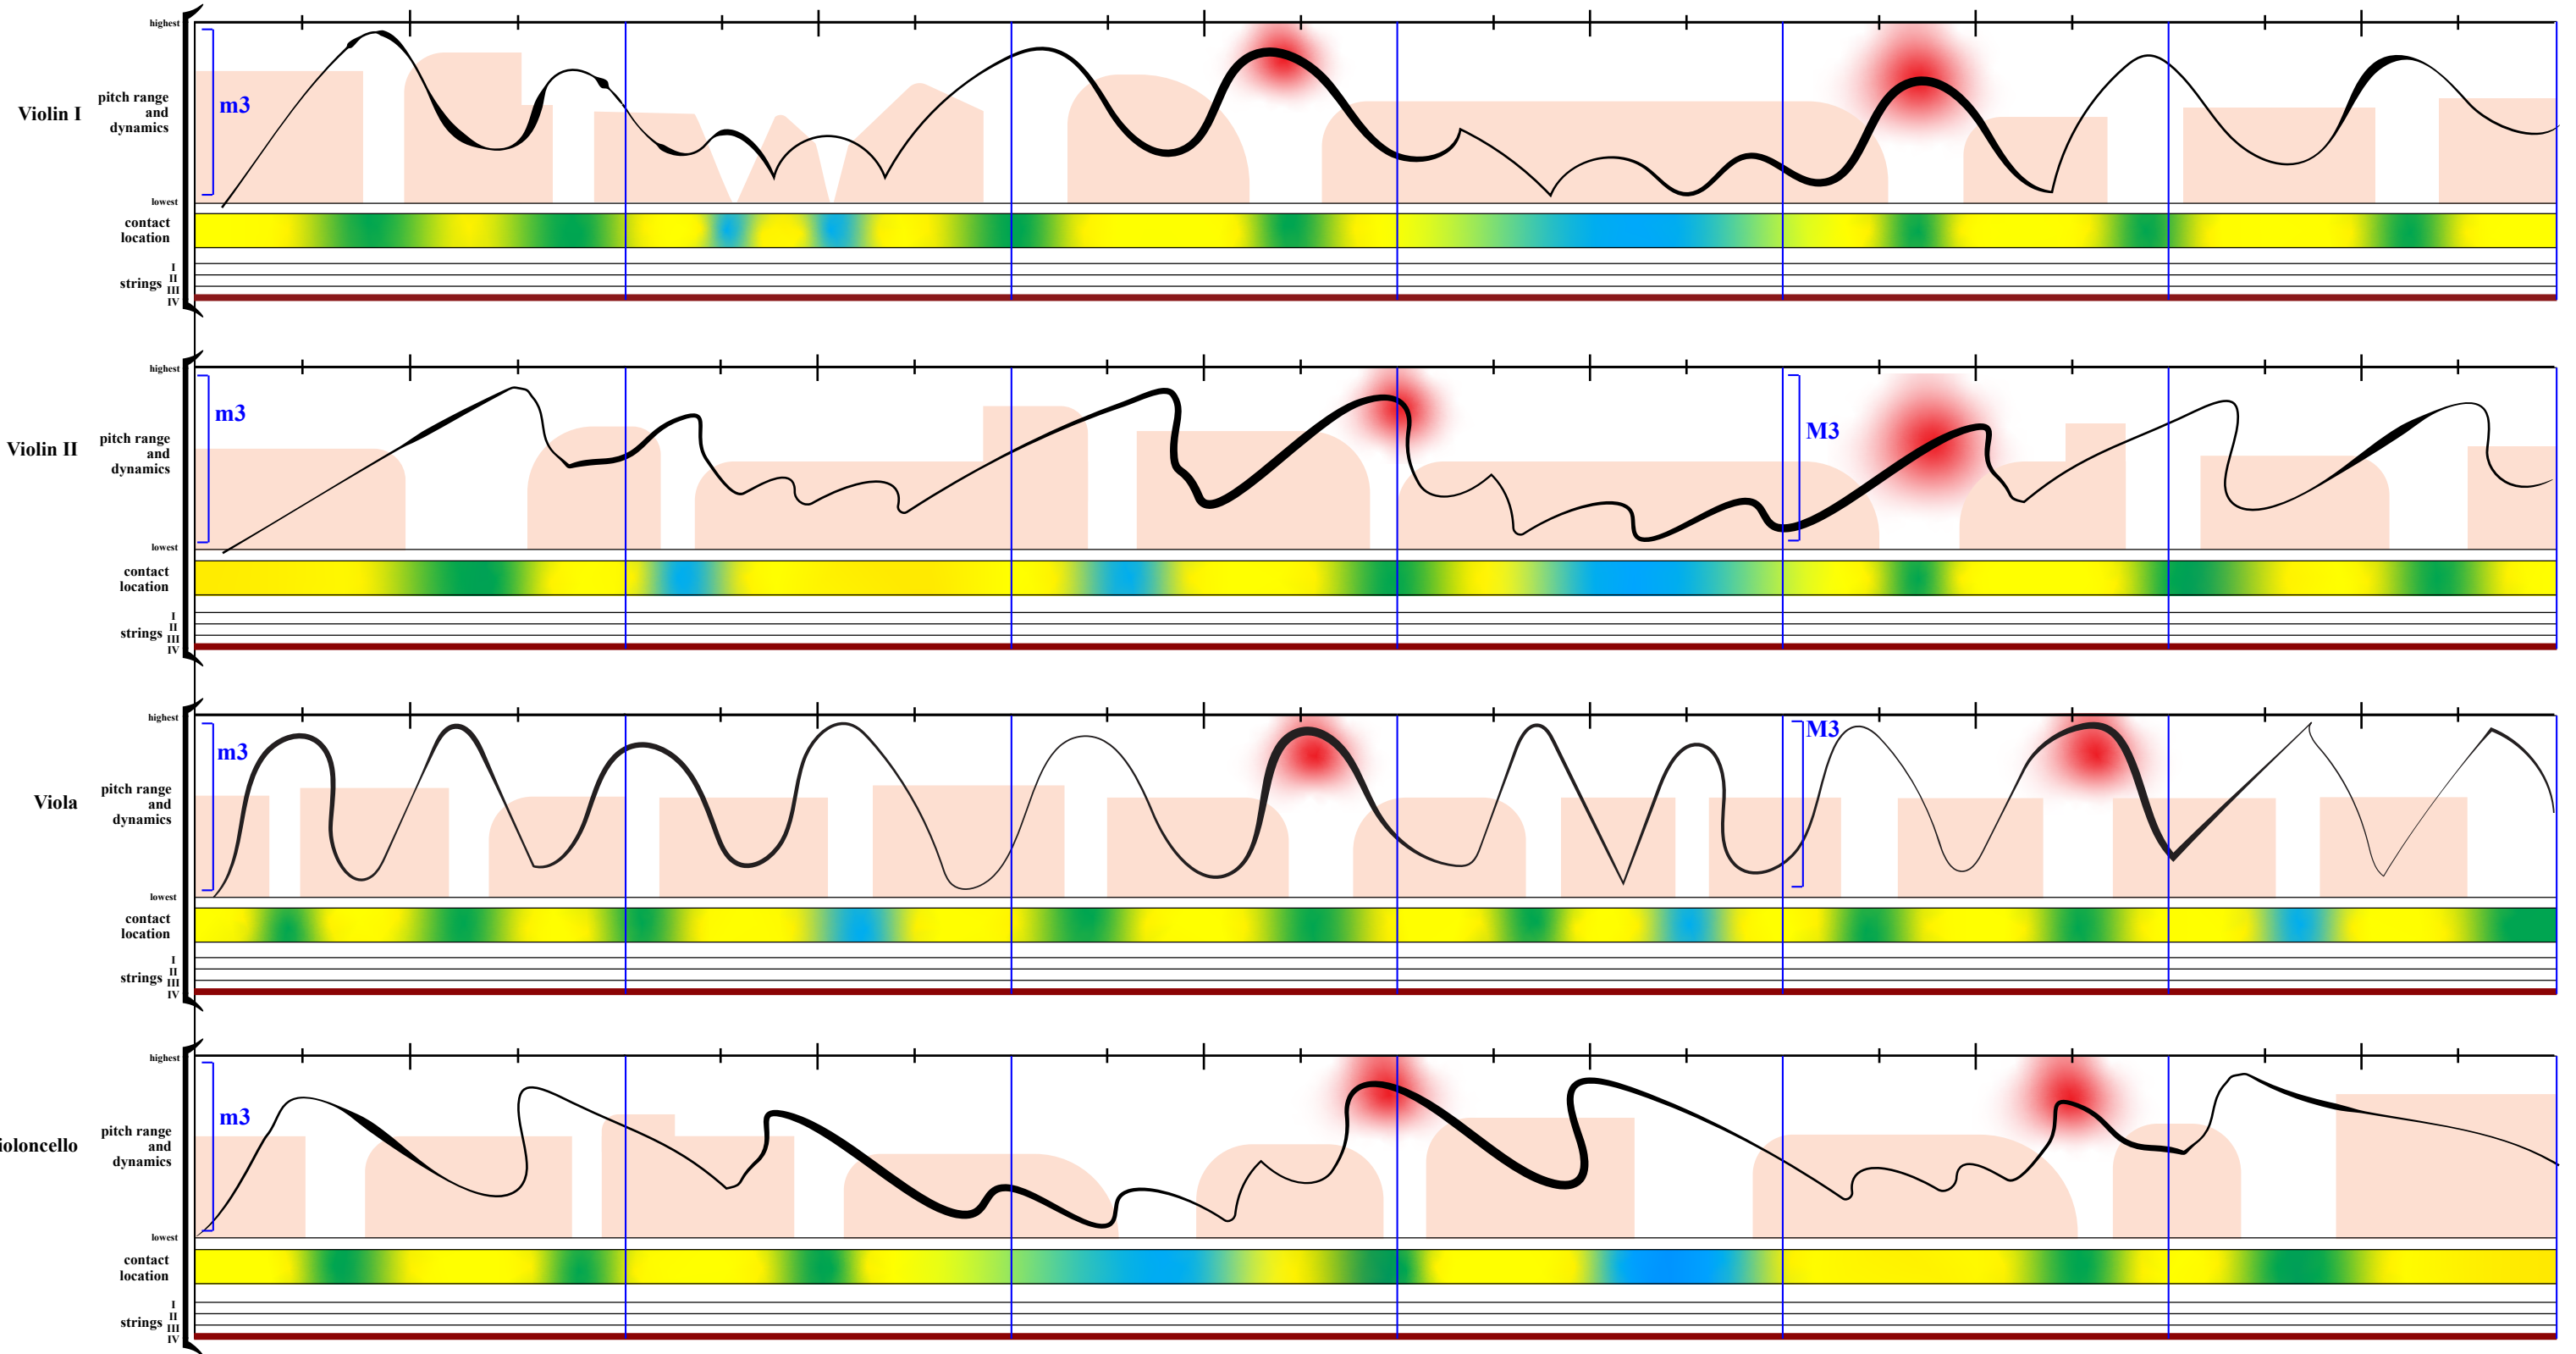 highest
m3
Violin I
pitch range
and
dynamics
lowest
contact
location
strings
I
II
III
IV
highest
m3
M3
Violin II
pitch range
and
dynamics
lowest
contact
location
strings
I
II
III
IV
highest
m3
M3
Viola
pitch range
and
dynamics
lowest
contact
location
strings
I
II
III
IV
highest
m3
ioloncello
pitch range
and
dynamics
lowest
contact
location
strings
I
II
III
IV